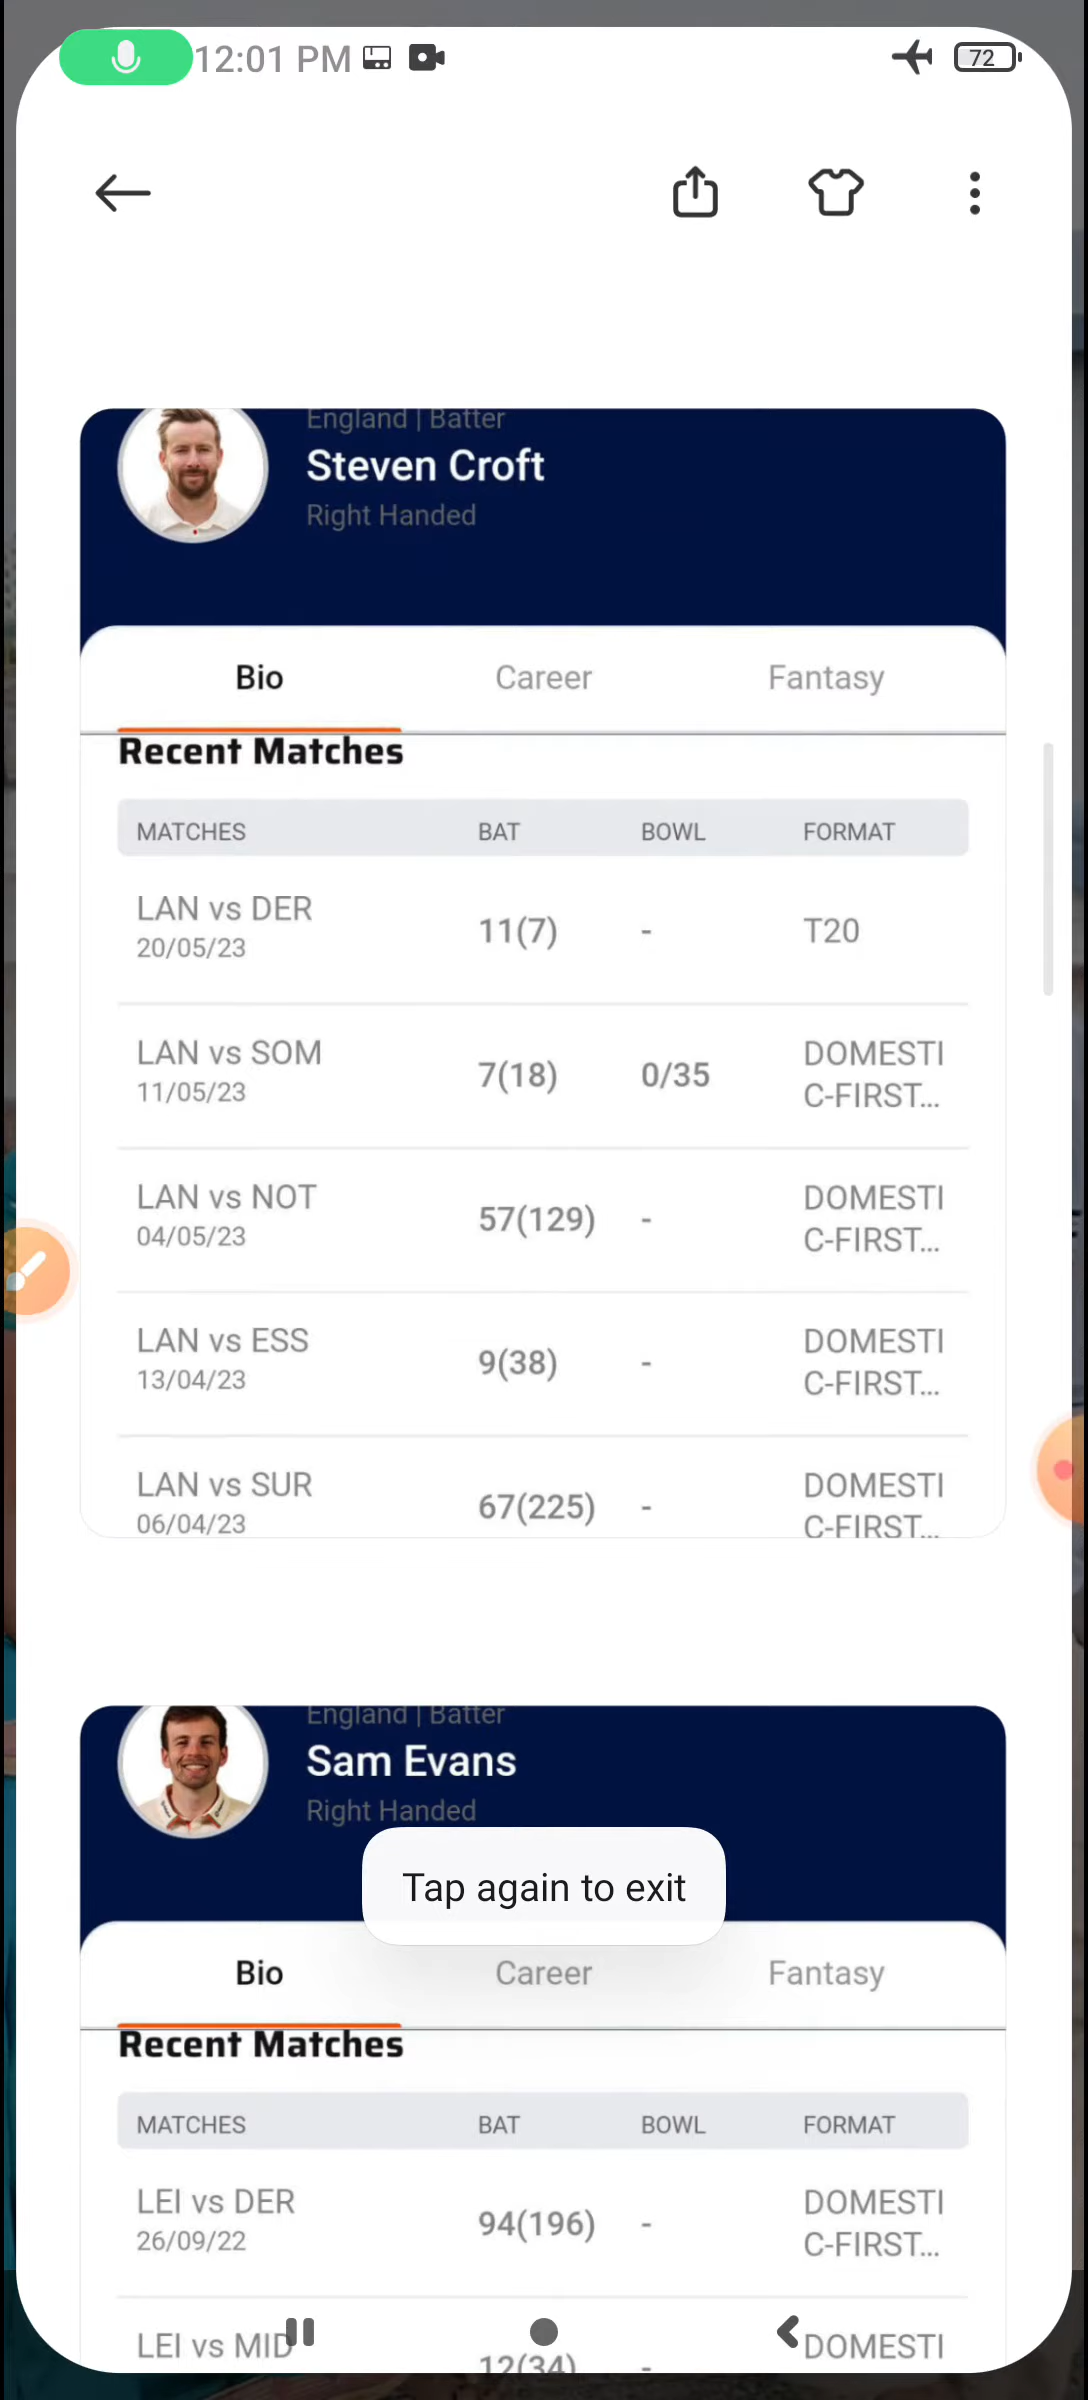 12:01 PM
72
England | Batter
Steven Croft
Right Handed
Bio Career Fantasy
Recent Matches
MATCHES BAT BOWL FORMAT
LAN vs DER
20/05/23
11(7) - T20
LAN vs SOM
11/05/23
7(18) 0/35
DOMESTI
C-FIRST...
LAN vs NOT
04/05/23
57(129) -
DOMESTI
C-FIRST...
LAN vs ESS
13/04/23
9(38) -
DOMESTI
C-FIRST...
LAN vs SUR
06/04/23
67(225) -
DOMESTI
C-FIRST...
England | Batter
Sam Evans
Right Handed
Tap again to exit
Bio Career Fantasy
Recent Matches
MATCHES BAT BOWL FORMAT
LEI vs DER
26/09/22
94(196) -
DOMESTI
C-FIRST...
LEI vs MID
12(34) -
DOMESTI